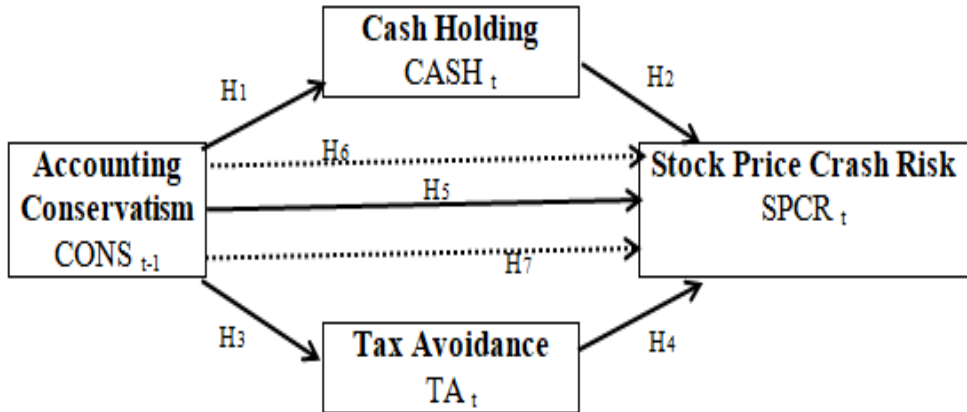 Cash Holding
CASH t
H1
H2
Accounting
Conservatism
CONS t-1
H6
H5
H7
Stock Price Crash Risk
SPCR t
H3
H4
Tax Avoidance
TA t